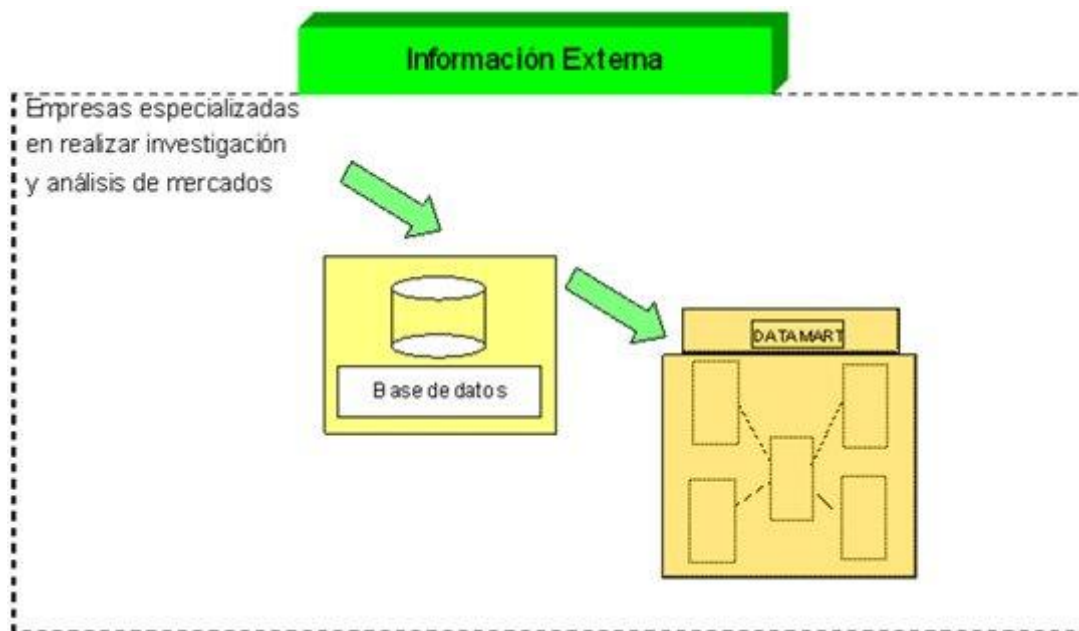 Información Externa
Empresas especializadas
en realizar investigación
y análisis de mercados
Base de datos
DATAMART